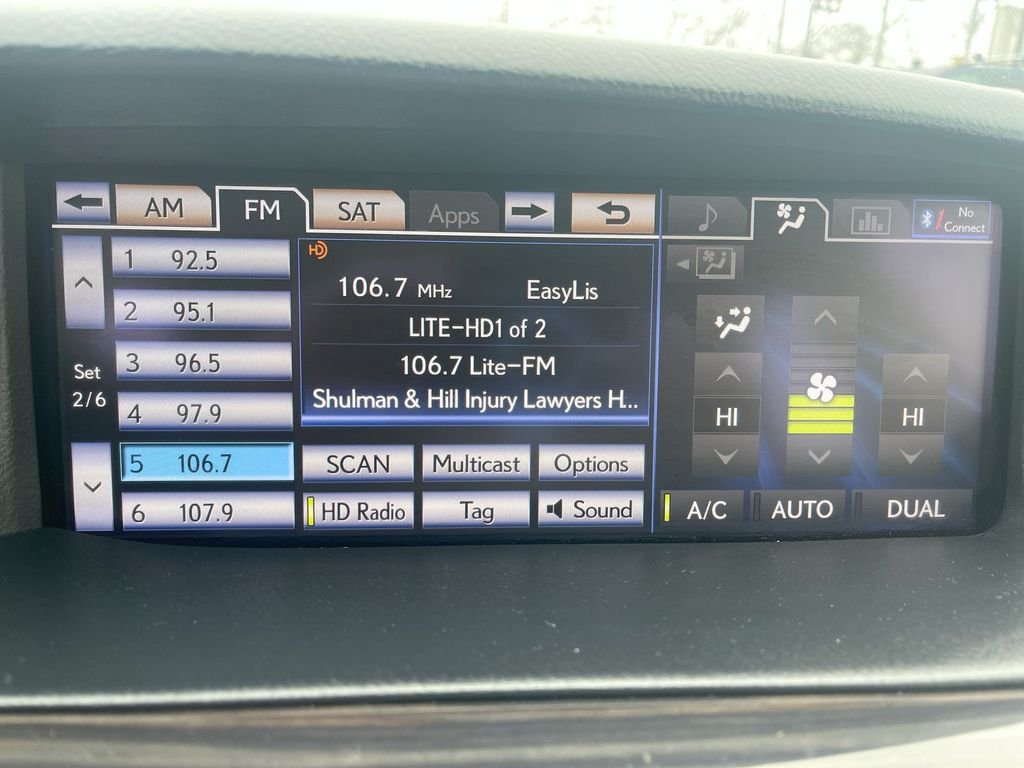 AM FM SAT Apps
No Connect
1 92.5
2 95.1
3 96.5
4 97.9
5 106.7
6 107.9
Set
2/6
HD
106.7 MHz EasyLis
LITE-HD1 of 2
106.7 Lite-FM
Shulman & Hill Injury Lawyers H...
SCAN Multicast Options
HD Radio Tag Sound
HI HI
A/C AUTO DUAL